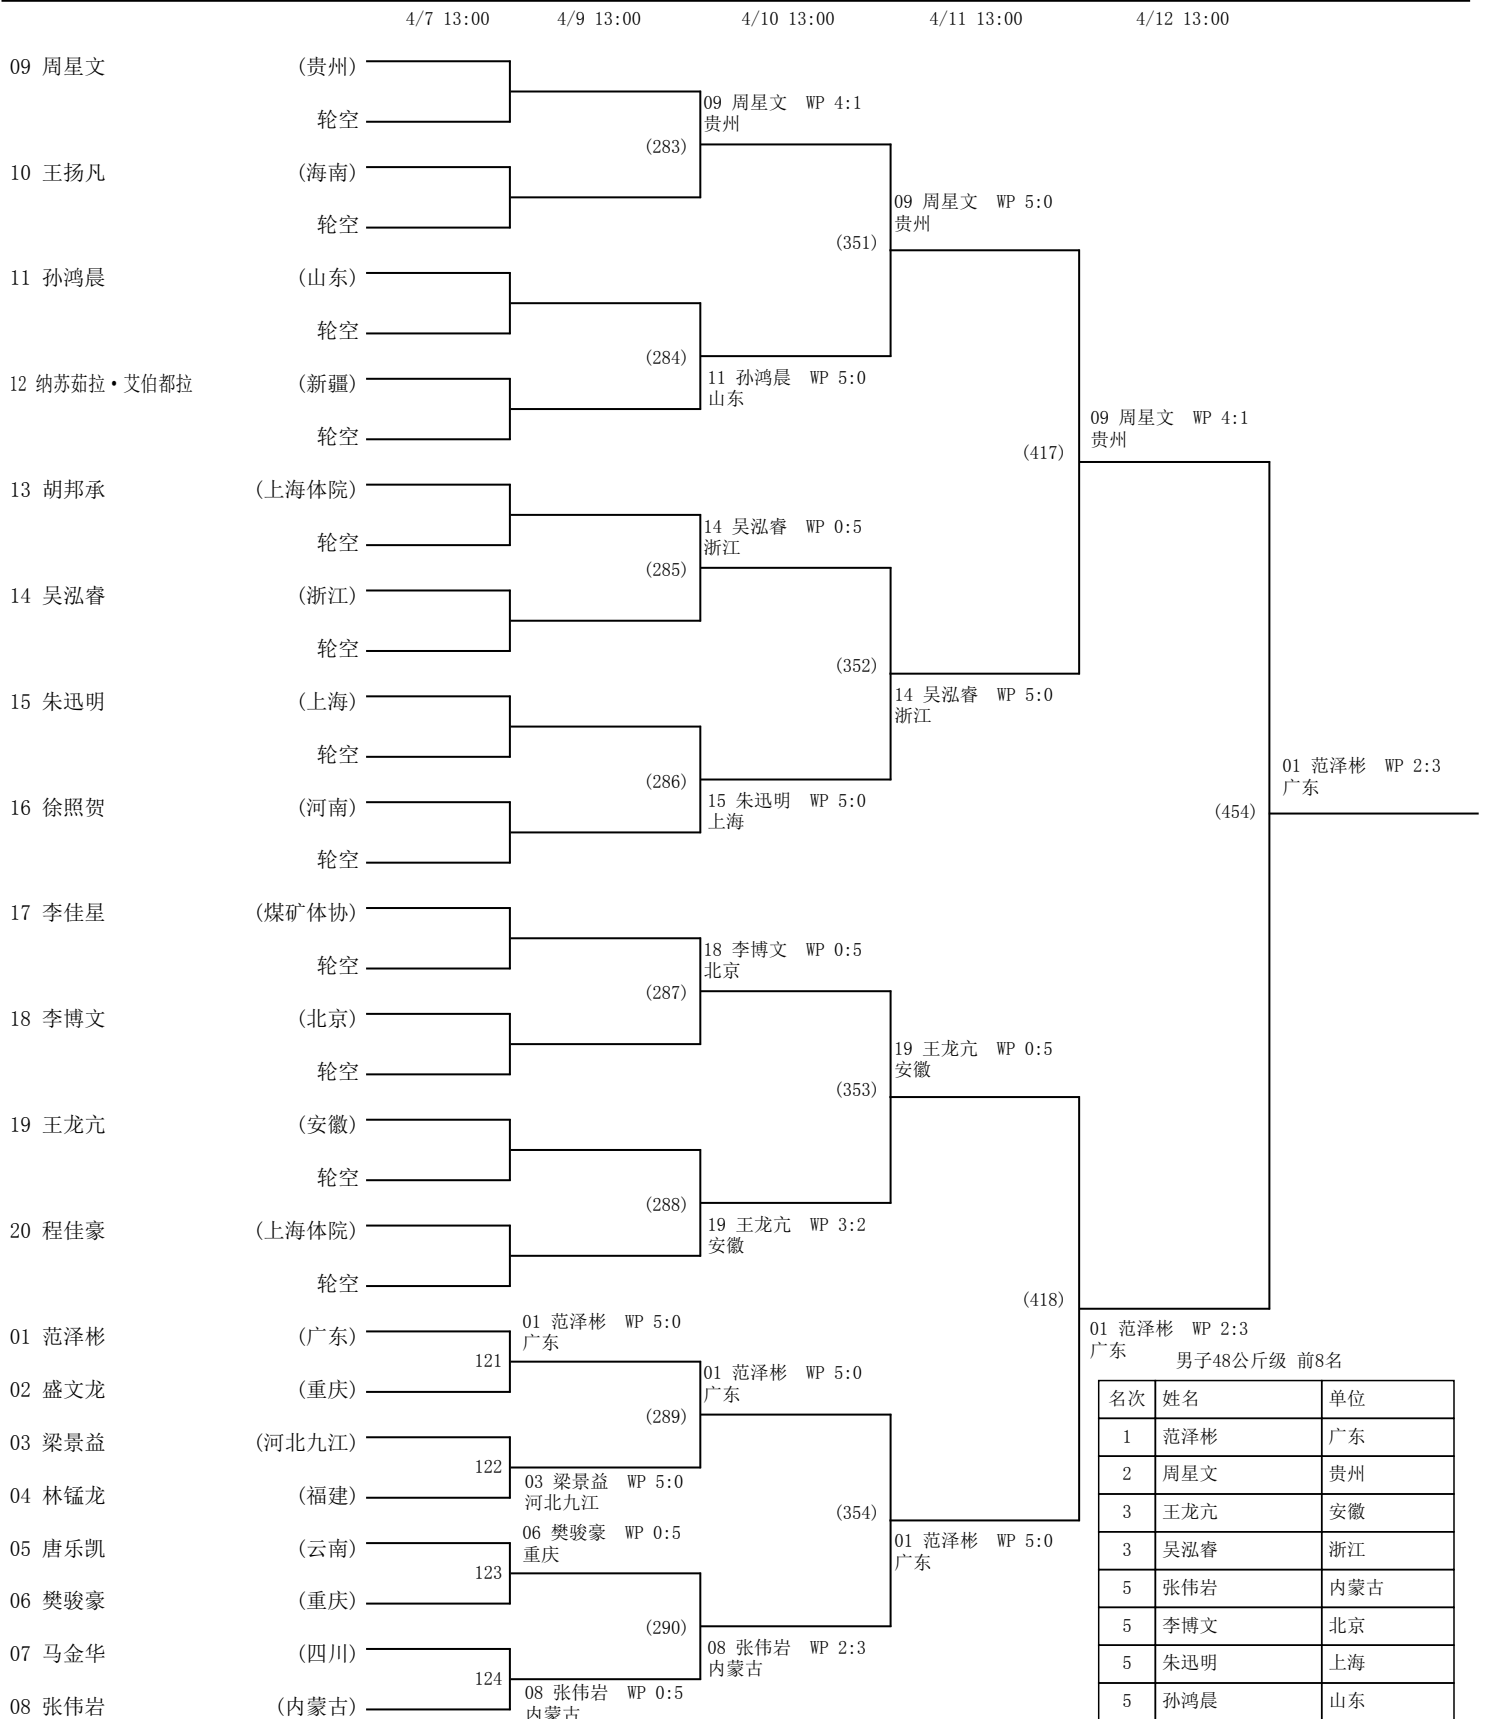 4/7 13:00 4/9 13:00 4/10 13:00 4/11 13:00 4/12 13:00
09 周星文 (贵州)
09 周星文 WP 4:1
贵州
轮空
(283)
10 王扬凡 (海南)
09 周星文 WP 5:0
贵州
轮空
(351)
11 孙鸿晨 (山东)
轮空
(284)
11 孙鸿晨 WP 5:0
山东
12 纳苏茹拉·艾伯都拉 (新疆)
09 周星文 WP 4:1
贵州
轮空
(417)
13 胡邦承 (上海体院)
14 吴泓睿 WP 0:5
浙江
轮空
(285)
14 吴泓睿 (浙江)
轮空
(352)
14 吴泓睿 WP 5:0
浙江
15 朱迅明 (上海)
轮空
01 范泽彬 WP 2:3
广东
(286)
15 朱迅明 WP 5:0
上海
16 徐照贺 (河南)
(454)
轮空
17 李佳星 (煤矿体协)
18 李博文 WP 0:5
北京
轮空
(287)
18 李博文 (北京)
19 王龙亢 WP 0:5
安徽
轮空
(353)
19 王龙亢 (安徽)
轮空
(288)
19 王龙亢 WP 3:2
安徽
20 程佳豪 (上海体院)
轮空
(418)
01 范泽彬 WP 5:0
广东
01 范泽彬 WP 2:3
广东
01 范泽彬 (广东)
121
01 范泽彬 WP 5:0
广东
02 盛文龙 (重庆)
(289)
03 梁景益 (河北九江)
122
03 梁景益 WP 5:0
河北九江
04 林锰龙 (福建)
(354)
06 樊骏豪 WP 0:5
重庆
01 范泽彬 WP 5:0
广东
05 唐乐凯 (云南)
123
06 樊骏豪 (重庆)
(290)
08 张伟岩 WP 2:3
内蒙古
07 马金华 (四川)
124
08 张伟岩 WP 0:5
内蒙古
08 张伟岩 (内蒙古)
男子48公斤级 前8名
名次 姓名 单位
1 范泽彬 广东
2 周星文 贵州
3 王龙亢 安徽
3 吴泓睿 浙江
5 张伟岩 内蒙古
5 李博文 北京
5 朱迅明 上海
5 孙鸿晨 山东